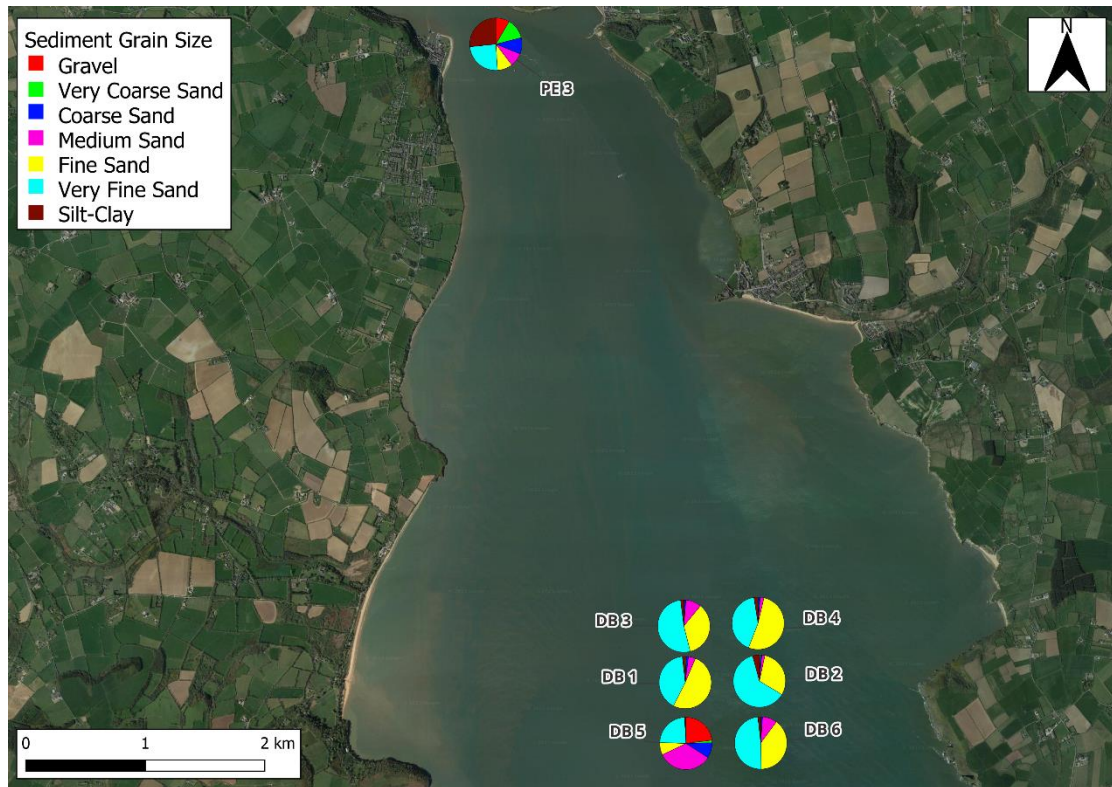 Sediment Grain Size
Gravel
Very Coarse Sand
Coarse Sand
Medium Sand
Fine Sand
Very Fine Sand
Silt-Clay
N
PE 3
DB 3
DB 4
DB 1
DB 2
DB 5
DB 6
0 1 2 km